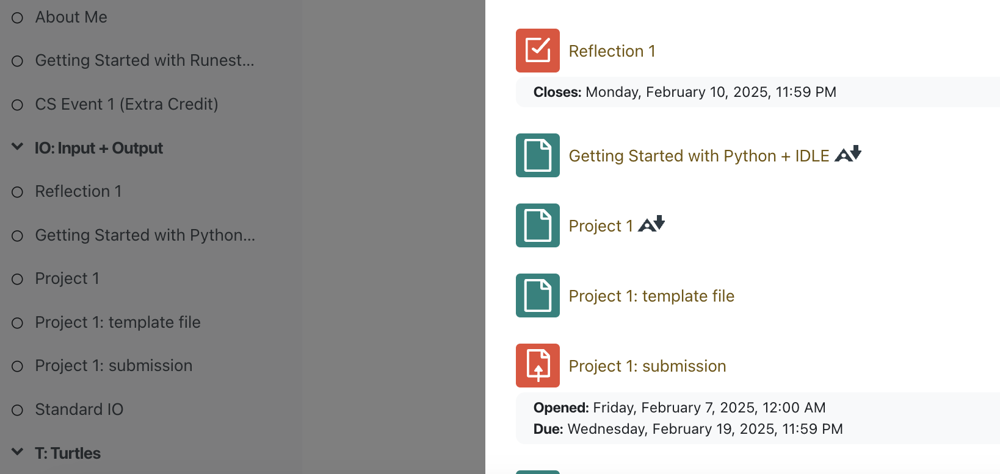 About Me
Getting Started with Runest...
CS Event 1 (Extra Credit)
IO: Input + Output
Reflection 1
Getting Started with Python...
Project 1
Project 1: template file
Project 1: submission
Standard IO
T: Turtles
Reflection 1
Closes: Monday, February 10, 2025, 11:59 PM
Getting Started with Python + IDLE
Project 1
Project 1: template file
Project 1: submission
Opened: Friday, February 7, 2025, 12:00 AM
Due: Wednesday, February 19, 2025, 11:59 PM